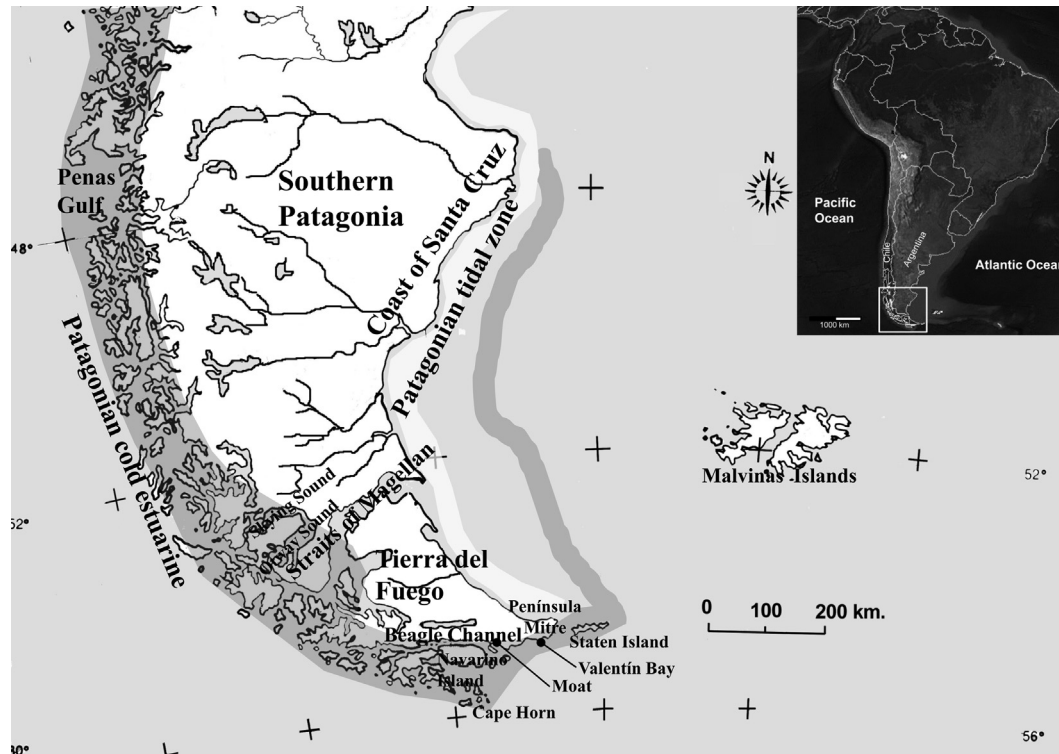 Penas
Gulf
Southern
Patagonia
Coast of Santa Cruz
Patagonian tidal zone
N
Pacific
Ocean
Chile
Argentina
Atlantic Ocean
1000 km
48°
Patagonian cold estuarine
Malvinas Islands
52°
52°
Skyring Sound
Otway Sound
Straits of Magellan
Tierra del
Fuego
0 100 200 km.
Península
Mitre
Beagle Channel
Staten Island
Navarino
Island
Valentín Bay
Moat
Cape Horn
56°